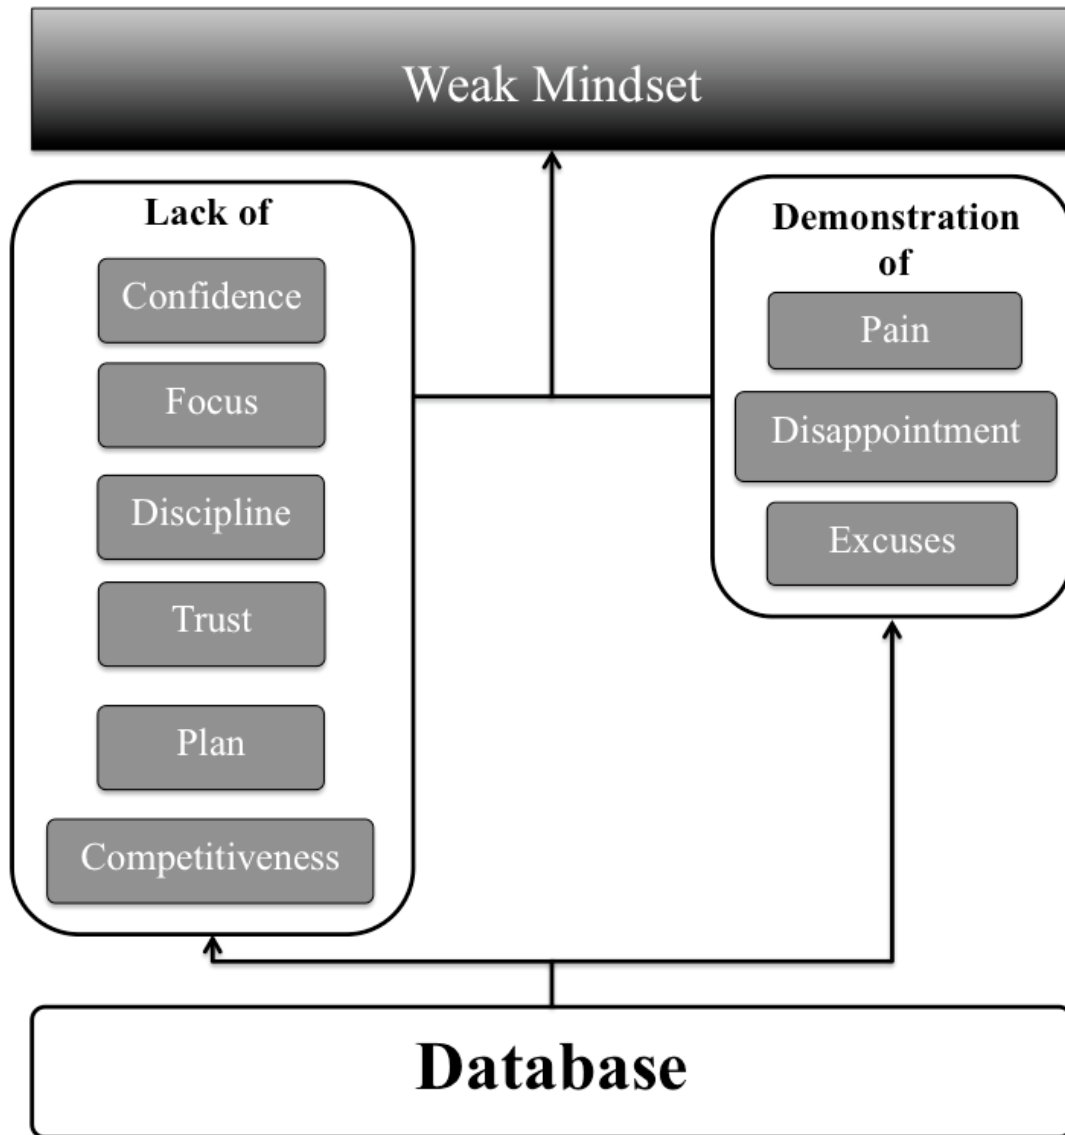 Weak Mindset
Lack of
Confidence
Focus
Discipline
Trust
Plan
Competitiveness
Demonstration
of
Pain
Disappointment
Excuses
Database